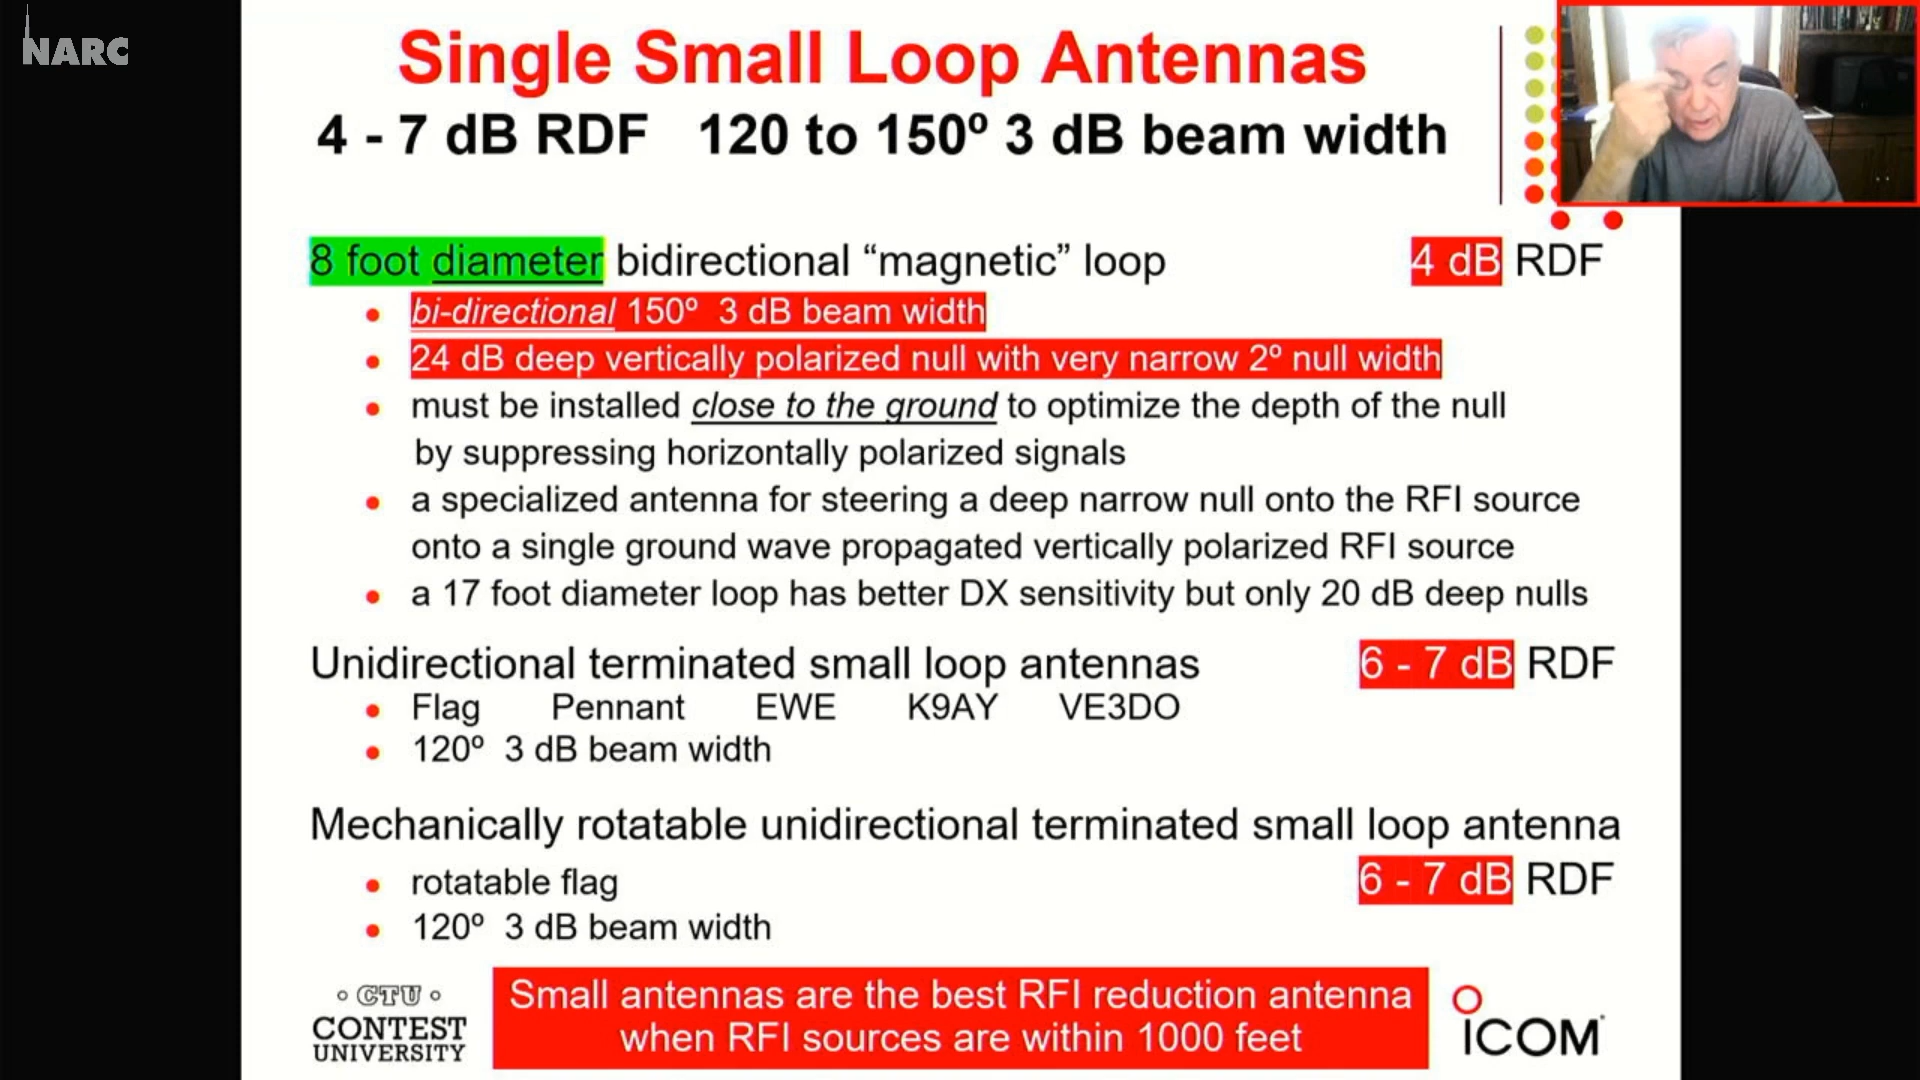 NARC
Single Small Loop Antennas
4 - 7 dB RDF 120 to 150º 3 dB beam width
8 foot diameter bidirectional “magnetic” loop 4 dB RDF
bi-directional 150º 3 dB beam width
24 dB deep vertically polarized null with very narrow 2º null width
must be installed close to the ground to optimize the depth of the null
by suppressing horizontally polarized signals
a specialized antenna for steering a deep narrow null onto the RFI source
onto a single ground wave propagated vertically polarized RFI source
a 17 foot diameter loop has better DX sensitivity but only 20 dB deep nulls
Unidirectional terminated small loop antennas 6 - 7 dB RDF
Flag Pennant EWE K9AY VE3DO
120º 3 dB beam width
Mechanically rotatable unidirectional terminated small loop antenna
6 - 7 dB RDF
rotatable flag
120º 3 dB beam width
CTU
CONTEST
UNIVERSITY
Small antennas are the best RFI reduction antenna
when RFI sources are within 1000 feet
ICOM